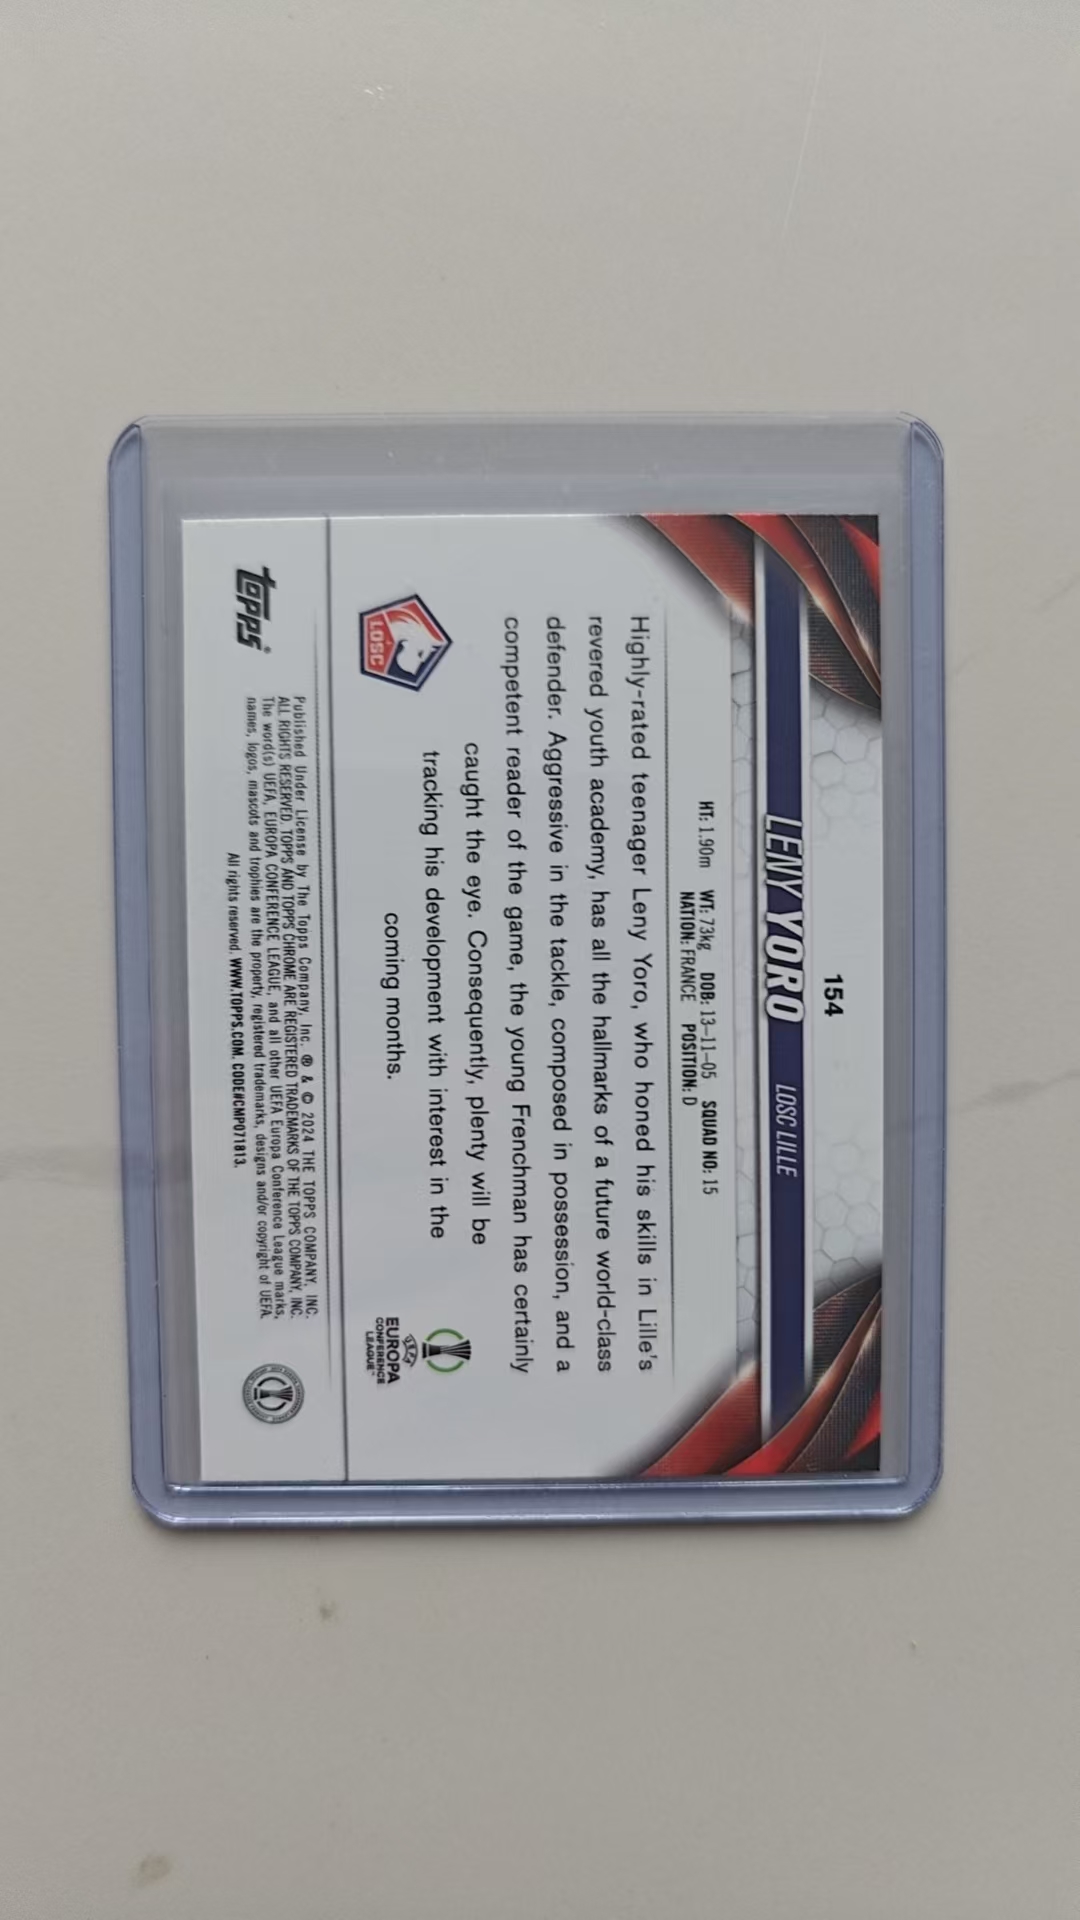 154
LENY YORO LOSC LILLE
HT: 1.90m WT: 73kg DOB: 13-11-05 SQUAD NO: 15
NATION: FRANCE POSITION: D
Highly-rated teenager Leny Yoro, who honed his skills in Lille's
revered youth academy, has all the hallmarks of a future world-class
defender. Aggressive in the tackle, composed in possession, and a
competent reader of the game, the young Frenchman has certainly
caught the eye. Consequently, plenty will be
tracking his development with interest in the
coming months.
LOSC
EUROPA
CONFERENCE
LEAGUE™
topps®
Published Under License by The Topps Company, Inc. ® & © 2024 THE TOPPS COMPANY, INC.
ALL RIGHTS RESERVED. TOPPS AND TOPPS CHROME ARE REGISTERED TRADEMARKS OF THE TOPPS COMPANY, INC.
The word(s) UEFA, EUROPA CONFERENCE LEAGUE, and all other UEFA Europa Conference League marks,
names, logos, mascots and trophies are the property, registered trademarks, designs and/or copyright of UEFA.
All rights reserved. WWW.TOPPS.COM. CODE#CMP071813.